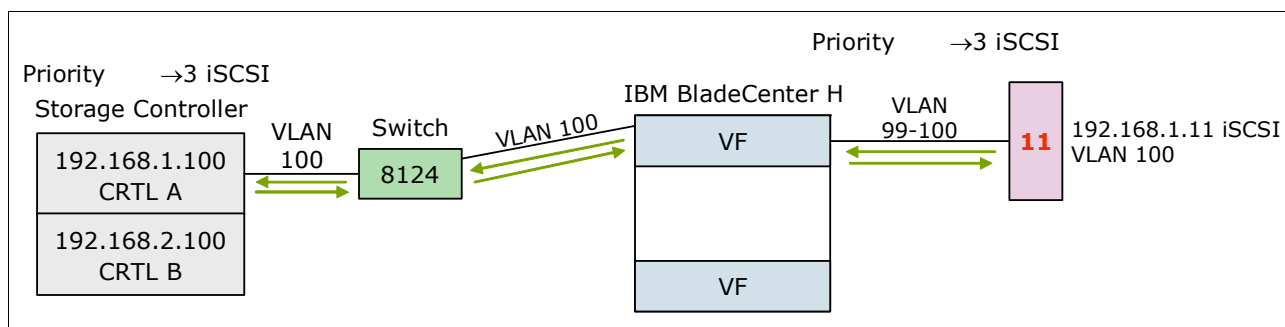 Priority →3 iSCSI
Storage Controller
192.168.1.100
CRTL A
192.168.2.100
CRTL B
VLAN
100
Switch
8124
VLAN 100
IBM BladeCenter H
VF
VF
Priority →3 iSCSI
VLAN
99-100
11
192.168.1.11 iSCSI
VLAN 100